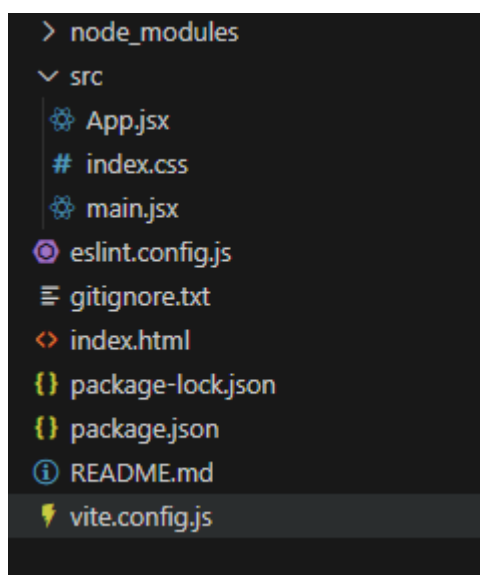 node_modules
src
App.jsx
# index.css
main.jsx
eslint.config.js
gitignore.txt
<> index.html
{} package-lock.json
{} package.json
README.md
vite.config.js